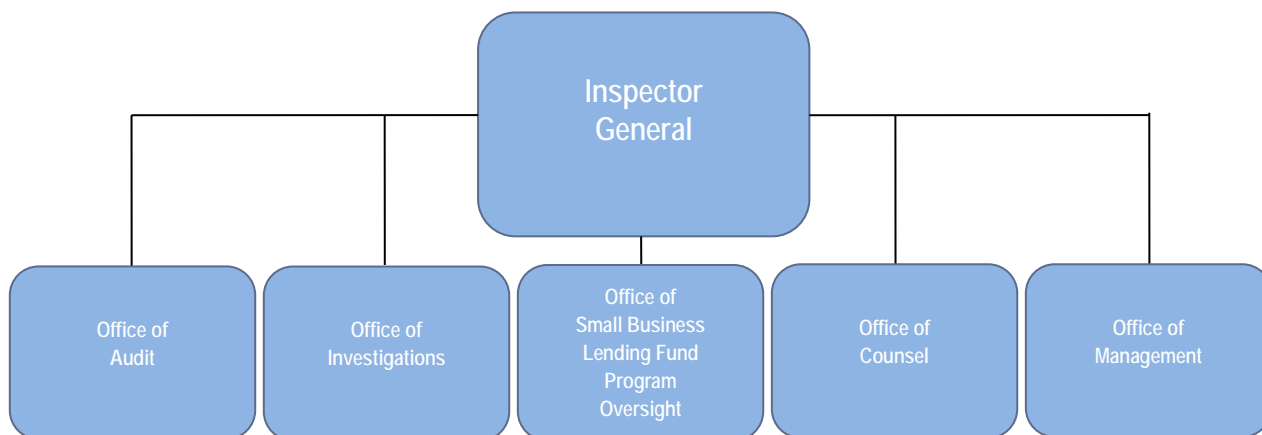 Inspector
General
Office of
Audit
Office of
Investigations
Office of
Small Business
Lending Fund
Program
Oversight
Office of
Counsel
Office of
Management